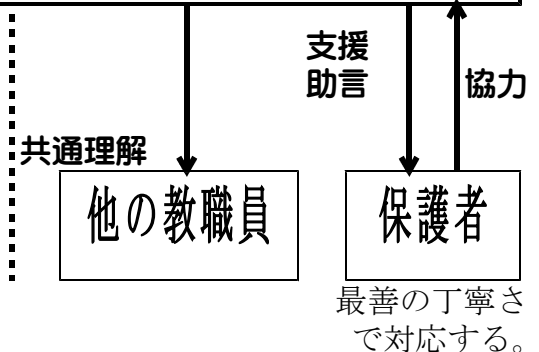 支援
助言
協力
共通理解
他の教職員
保護者
最善の丁寧さ
で対応する。